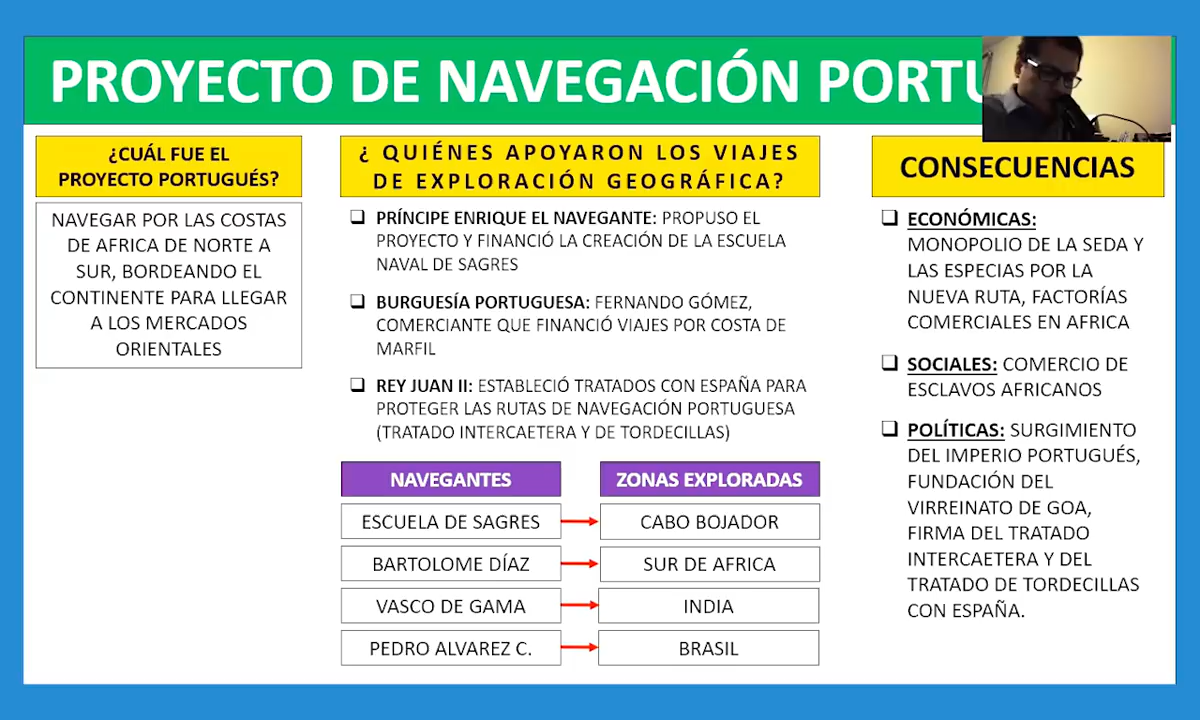 PROYECTO DE NAVEGACIÓN
¿CUÁL FUE EL
PROYECTO PORTUGUÉS?
NAVEGAR POR LAS COSTAS
DE AFRICA DE NORTE A
SUR, BORDEANDO EL
CONTINENTE PARA LLEGAR
A LOS MERCADOS
ORIENTALES
¿ QUIÉNES APOYARON LOS VIAJES
DE EXPLORACIÓN GEOGRÁFICA?
❑ PRÍNCIPE ENRIQUE EL NAVEGANTE: PROPUSO EL
PROYECTO Y FINANCIÓ LA CREACIÓN DE LA ESCUELA
NAVAL DE SAGRES
❑ BURGUESÍA PORTUGUESA: FERNANDO GÓMEZ,
COMERCIANTE QUE FINANCIÓ VIAJES POR COSTA DE
MARFIL
❑ REY JUAN II: ESTABLECIÓ TRATADOS CON ESPAÑA PARA
PROTEGER LAS RUTAS DE NAVEGACIÓN PORTUGUESA
(TRATADO INTERCAETERA Y DE TORDECILLAS)
NAVEGANTES ZONAS EXPLORADAS
ESCUELA DE SAGRES CABO BOJADOR
BARTOLOME DÍAZ SUR DE AFRICA
VASCO DE GAMA INDIA
PEDRO ALVAREZ C. BRASIL
CONSECUENCIAS
❑ ECONÓMICAS:
MONOPOLIO DE LA SEDA Y
LAS ESPECIAS POR LA
NUEVA RUTA, FACTORÍAS
COMERCIALES EN AFRICA
❑ SOCIALES: COMERCIO DE
ESCLAVOS AFRICANOS
❑ POLÍTICAS: SURGIMIENTO
DEL IMPERIO PORTUGUÉS,
FUNDACIÓN DEL
VIRREINATO DE GOA,
FIRMA DEL TRATADO
INTERCAETERA Y DEL
TRATADO DE TORDECILLAS
CON ESPAÑA.